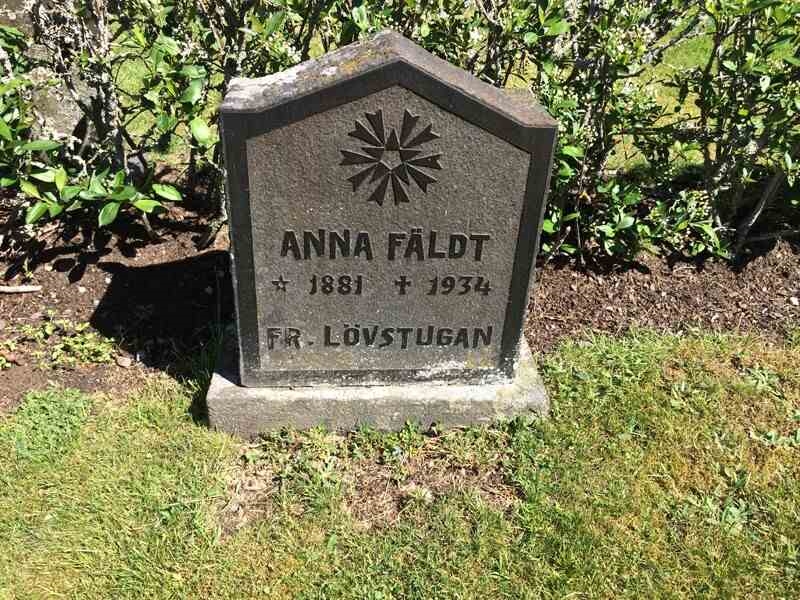 ANNA FÄLDT
☆ 1881 ✝ 1934
FR. LÖVSTUGAN